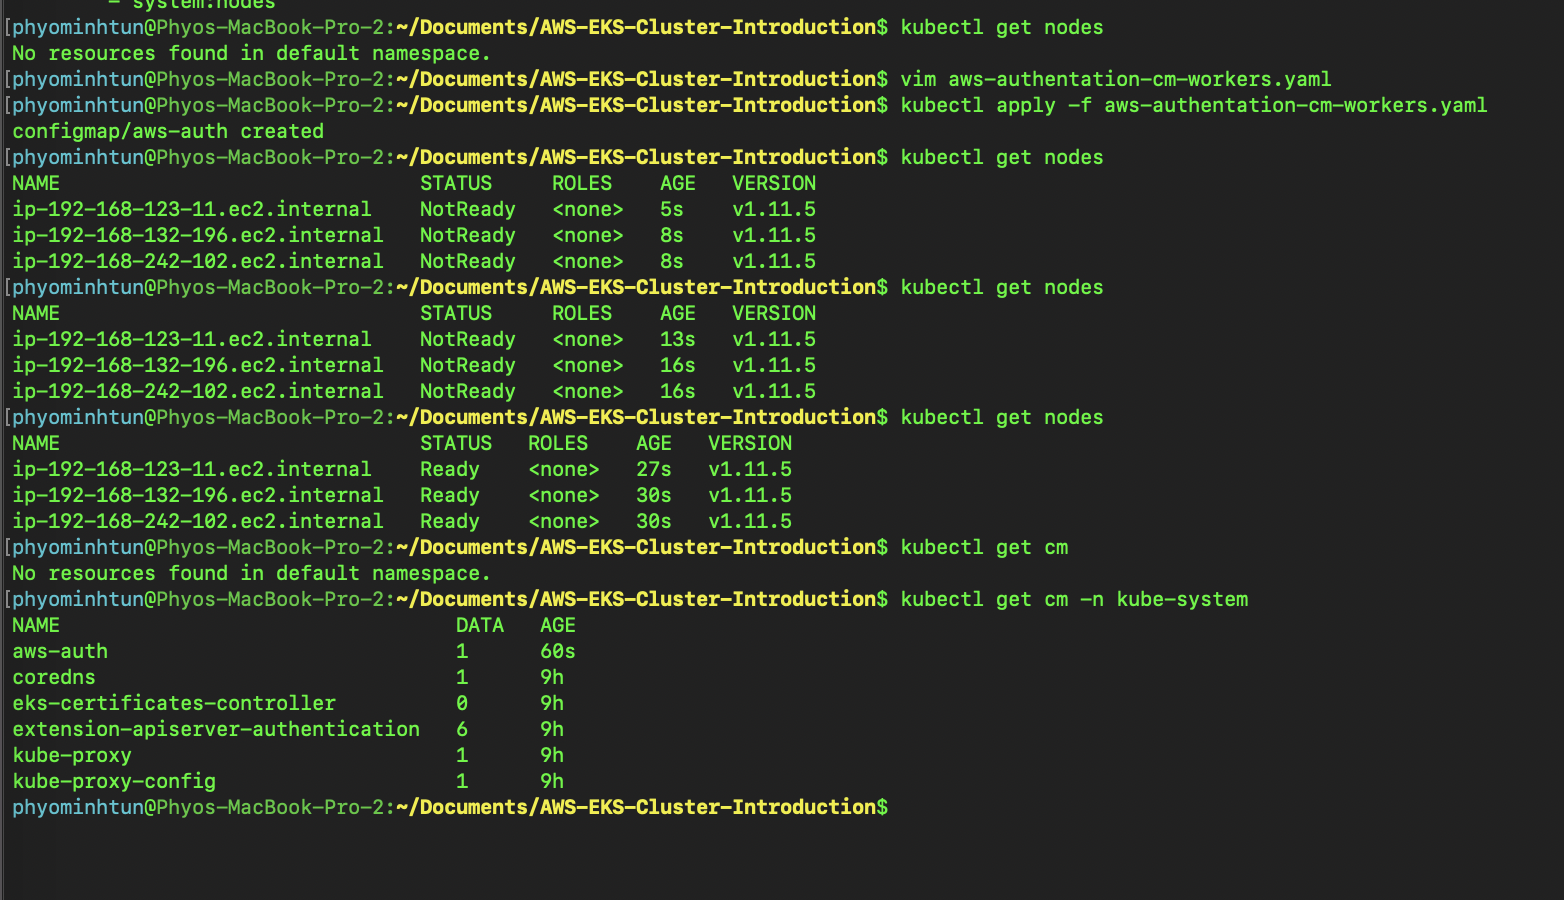 - system:nodes
[phyominhtun@Phyos-MacBook-Pro-2:~/Documents/AWS-EKS-Cluster-Introduction$ kubectl get nodes
No resources found in default namespace.
[phyominhtun@Phyos-MacBook-Pro-2:~/Documents/AWS-EKS-Cluster-Introduction$ vim aws-authentation-cm-workers.yaml
[phyominhtun@Phyos-MacBook-Pro-2:~/Documents/AWS-EKS-Cluster-Introduction$ kubectl apply -f aws-authentation-cm-workers.yaml
configmap/aws-auth created
[phyominhtun@Phyos-MacBook-Pro-2:~/Documents/AWS-EKS-Cluster-Introduction$ kubectl get nodes
NAME STATUS ROLES AGE VERSION
ip-192-168-123-11.ec2.internal NotReady <none> 5s v1.11.5
ip-192-168-132-196.ec2.internal NotReady <none> 8s v1.11.5
ip-192-168-242-102.ec2.internal NotReady <none> 8s v1.11.5
[phyominhtun@Phyos-MacBook-Pro-2:~/Documents/AWS-EKS-Cluster-Introduction$ kubectl get nodes
NAME STATUS ROLES AGE VERSION
ip-192-168-123-11.ec2.internal NotReady <none> 13s v1.11.5
ip-192-168-132-196.ec2.internal NotReady <none> 16s v1.11.5
ip-192-168-242-102.ec2.internal NotReady <none> 16s v1.11.5
[phyominhtun@Phyos-MacBook-Pro-2:~/Documents/AWS-EKS-Cluster-Introduction$ kubectl get nodes
NAME STATUS ROLES AGE VERSION
ip-192-168-123-11.ec2.internal Ready <none> 27s v1.11.5
ip-192-168-132-196.ec2.internal Ready <none> 30s v1.11.5
ip-192-168-242-102.ec2.internal Ready <none> 30s v1.11.5
[phyominhtun@Phyos-MacBook-Pro-2:~/Documents/AWS-EKS-Cluster-Introduction$ kubectl get cm
No resources found in default namespace.
[phyominhtun@Phyos-MacBook-Pro-2:~/Documents/AWS-EKS-Cluster-Introduction$ kubectl get cm -n kube-system
NAME DATA AGE
aws-auth 1 60s
coredns 1 9h
eks-certificates-controller 0 9h
extension-apiserver-authentication 6 9h
kube-proxy 1 9h
kube-proxy-config 1 9h
phyominhtun@Phyos-MacBook-Pro-2:~/Documents/AWS-EKS-Cluster-Introduction$